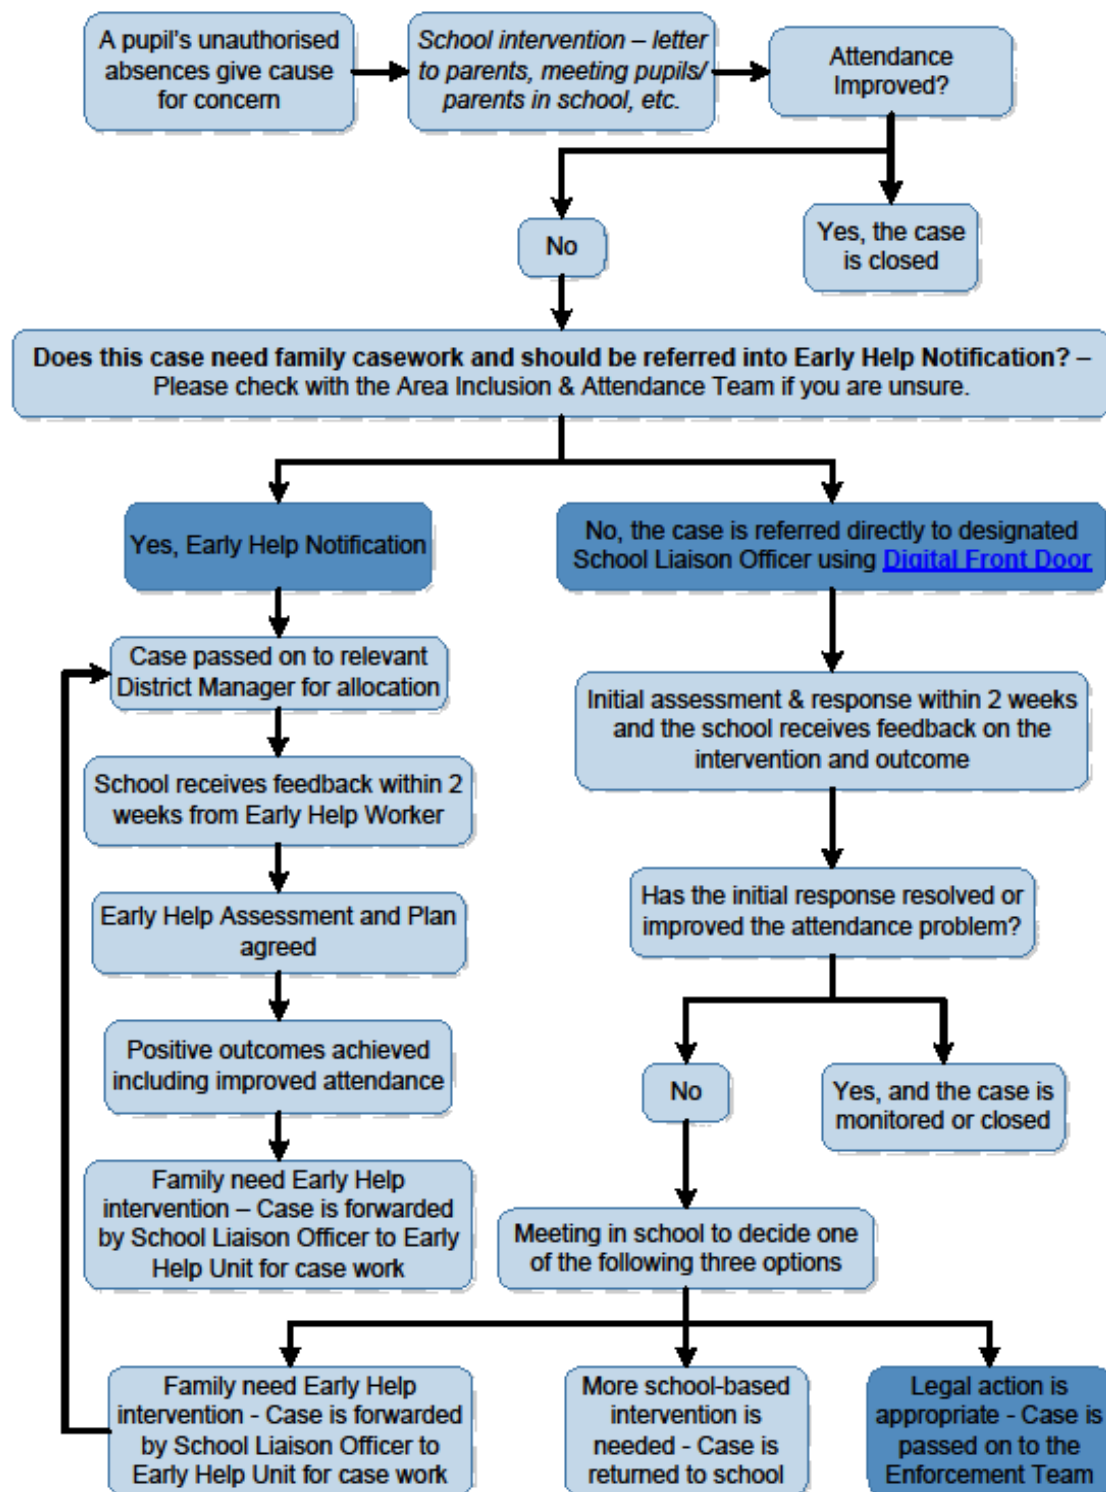 A pupil's unauthorised
absences give cause
for concern
School intervention – letter
to parents, meeting pupils/
parents in school, etc.
Attendance
Improved?
No
Yes, the case
is closed
Does this case need family casework and should be referred into Early Help Notification? –
Please check with the Area Inclusion & Attendance Team if you are unsure.
Yes, Early Help Notification
No, the case is referred directly to designated
School Liaison Officer using Digital Front Door
Case passed on to relevant
District Manager for allocation
Initial assessment & response within 2 weeks
and the school receives feedback on the
intervention and outcome
School receives feedback within 2
weeks from Early Help Worker
Has the initial response resolved or
improved the attendance problem?
Early Help Assessment and Plan
agreed
Positive outcomes achieved
including improved attendance
No
Yes, and the case is
monitored or closed
Family need Early Help
intervention – Case is forwarded
by School Liaison Officer to Early
Help Unit for case work
Meeting in school to decide one
of the following three options
Family need Early Help
intervention - Case is forwarded
by School Liaison Officer to
Early Help Unit for case work
More school-based
intervention is
needed - Case is
returned to school
Legal action is
appropriate - Case is
passed on to the
Enforcement Team